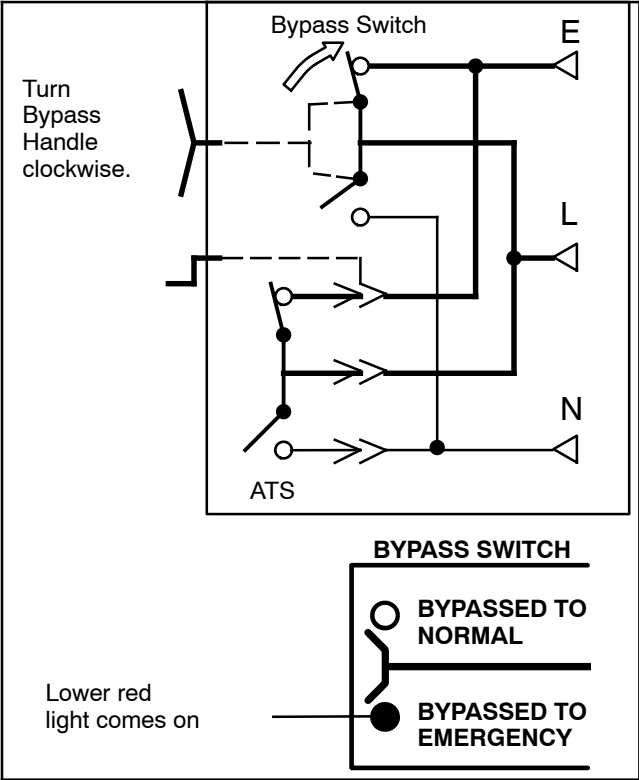 Bypass Switch
E
Turn
Bypass
Handle
clockwise.
L
N
ATS
BYPASS SWITCH
BYPASSED TO
NORMAL
Lower red
light comes on
BYPASSED TO
EMERGENCY